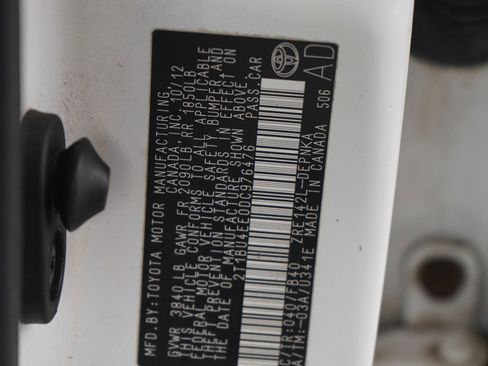 MFD.BY:TOYOTA MOTOR MANUFACTURING
CANADA, INC. 10/12
GVWR 3840 LB GAWR FR 2090 LB, RR 1850LB
THIS VEHICLE CONFORMS TO ALL APPLICABLE
FEDERAL MOTOR VEHICLE SAFETY, BUMPER, AND
THEFT PREVENTION STANDARDS IN EFFECT ON
THE DATE OF MANUFACTURE SHOWN ABOVE.
2T1BU4EE0DC976476 PASS.CAR
C/TR:040/FB40 ZRE142L-DEPNKA
A/TM:-03A/U341E MADE IN CANADA 506
AD